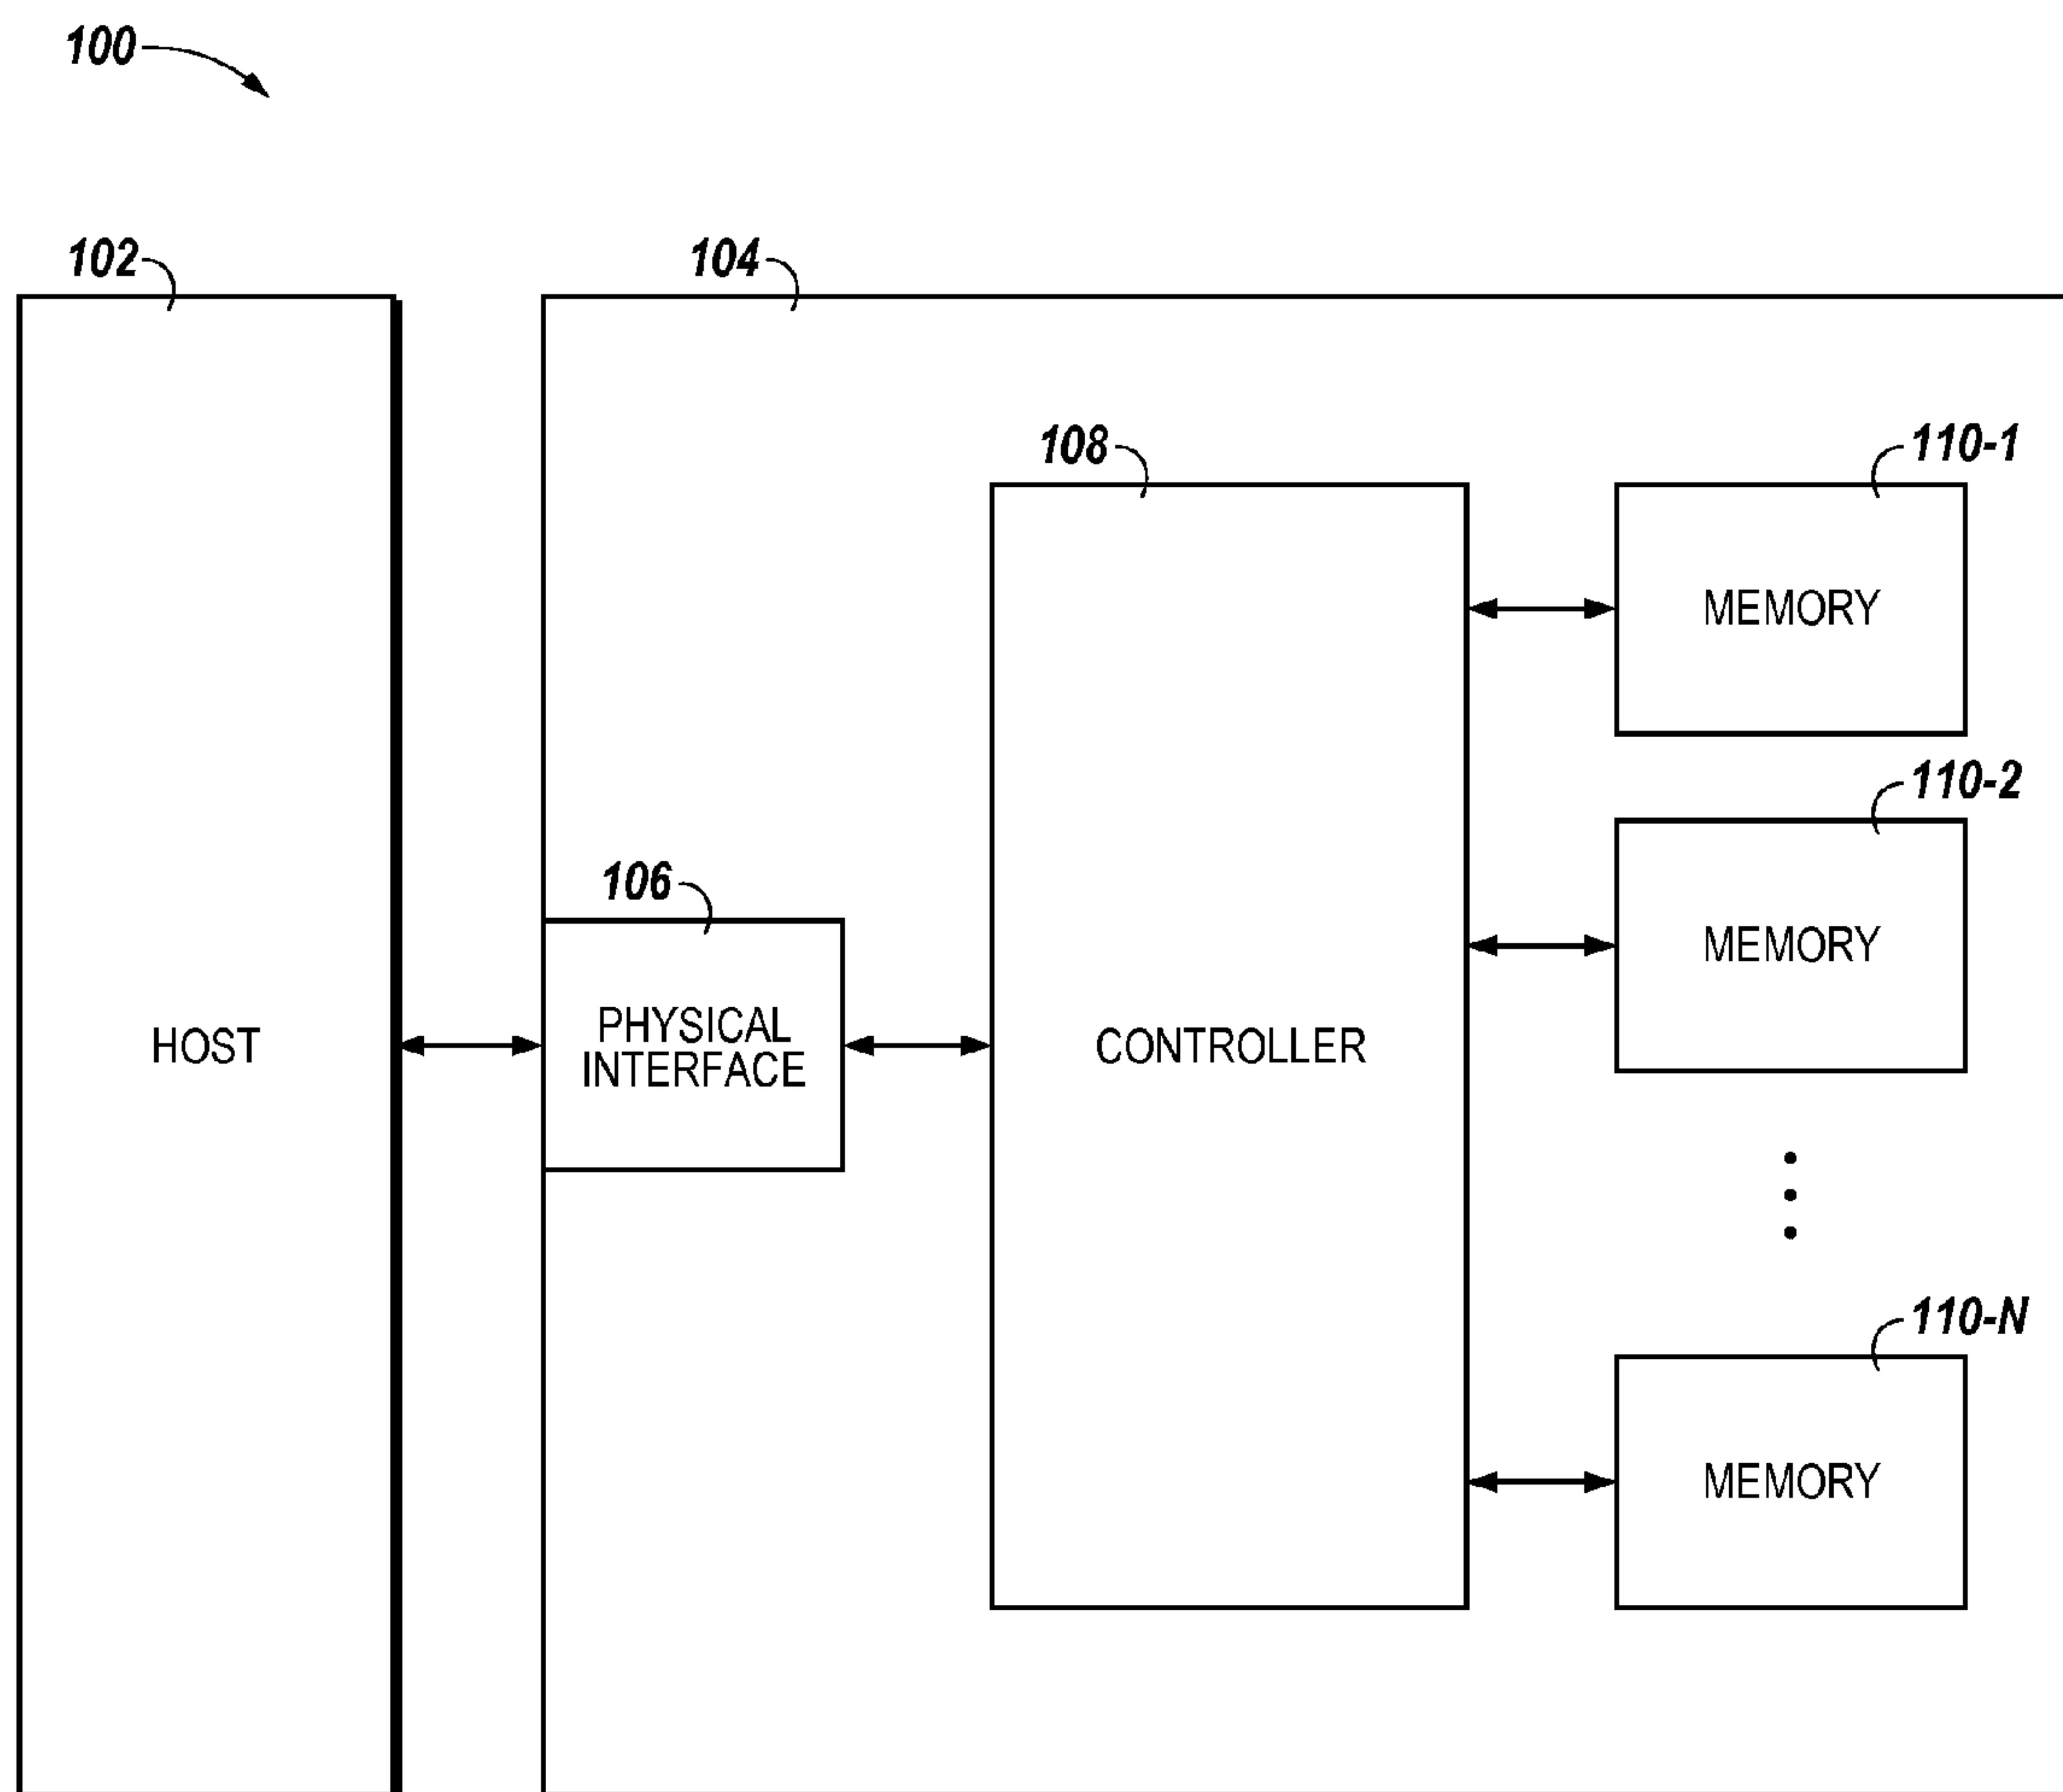 100
102
104
108
110-1
MEMORY
110-2
106
MEMORY
PHYSICAL
INTERFACE
HOST
CONTROLLER
110-N
MEMORY